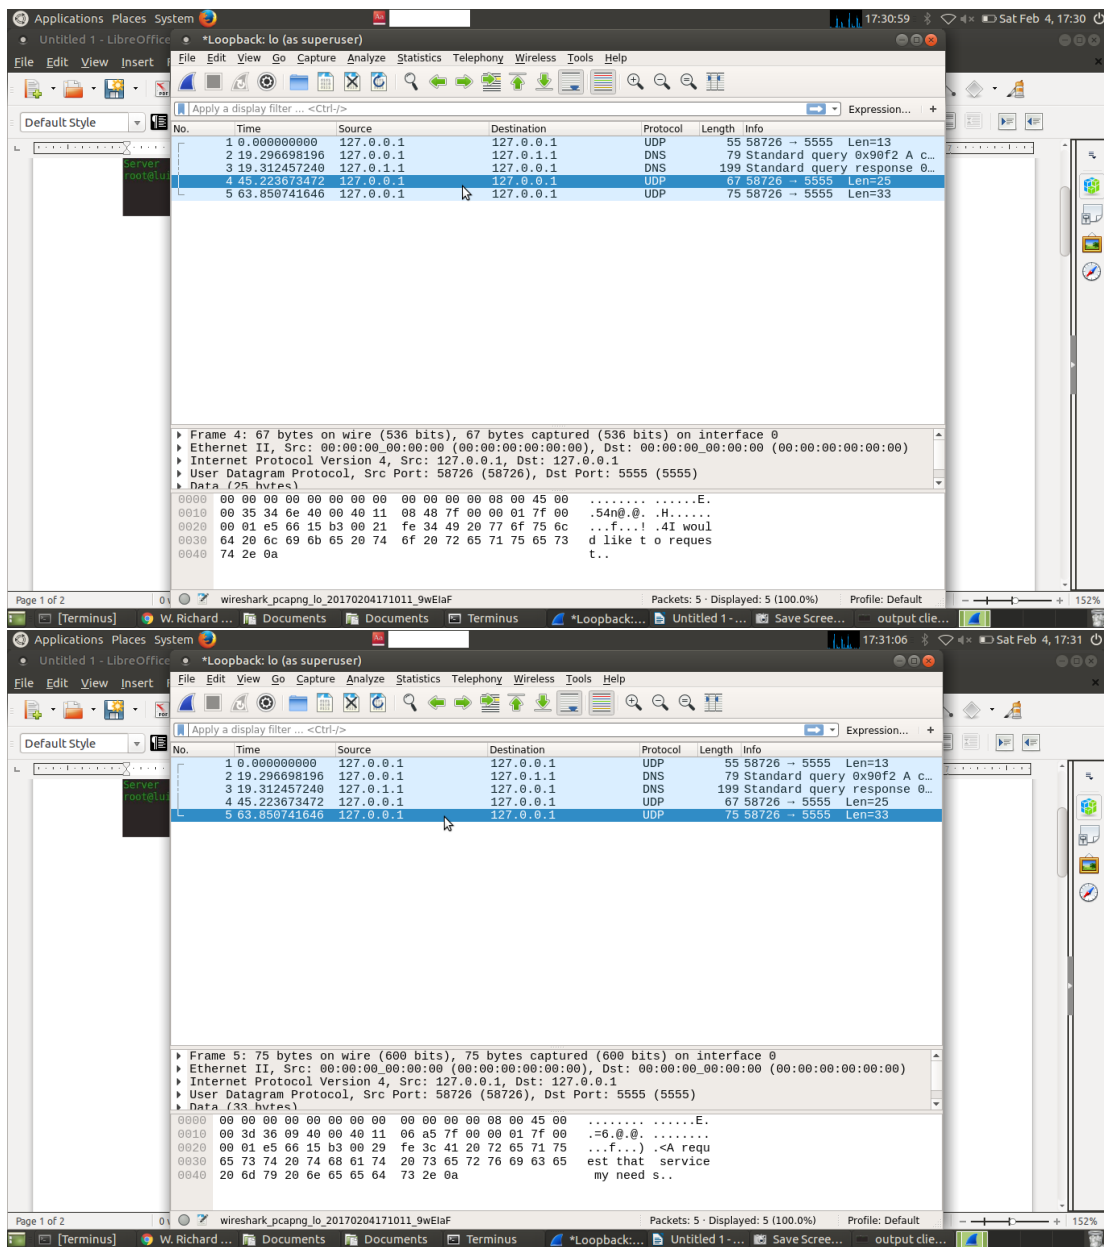 Applications Places System 17:30:59 Sat Feb 4, 17:30
Untitled 1 - LibreOffice *Loopback: lo (as superuser)
File Edit View Insert File Edit View Go Capture Analyze Statistics Telephony Wireless Tools Help
Apply a display filter ... <Ctrl-/> Expression... +
Default Style No. Time Source Destination Protocol Length Info
1 0.000000000 127.0.0.1 127.0.0.1 UDP 55 58726 → 5555 Len=13
2 19.296698196 127.0.0.1 127.0.1.1 DNS 79 Standard query 0x90f2 A c...
3 19.312457240 127.0.1.1 127.0.0.1 DNS 199 Standard query response 0...
4 45.223673472 127.0.0.1 127.0.0.1 UDP 67 58726 → 5555 Len=25
5 63.850741646 127.0.0.1 127.0.0.1 UDP 75 58726 → 5555 Len=33
Server
root@lui
Frame 4: 67 bytes on wire (536 bits), 67 bytes captured (536 bits) on interface 0
Ethernet II, Src: 00:00:00_00:00:00 (00:00:00:00:00:00), Dst: 00:00:00_00:00:00 (00:00:00:00:00:00)
Internet Protocol Version 4, Src: 127.0.0.1, Dst: 127.0.0.1
User Datagram Protocol, Src Port: 58726 (58726), Dst Port: 5555 (5555)
Data (25 bytes)
0000 00 00 00 00 00 00 00 00 00 00 00 00 08 00 45 00 ........ ......E.
0010 00 35 34 6e 40 00 40 11 08 48 7f 00 00 01 7f 00 .54n@.@. .H......
0020 00 01 e5 66 15 b3 00 21 fe 34 49 20 77 6f 75 6c ...f...! .4I woul
0030 64 20 6c 69 6b 65 20 74 6f 20 72 65 71 75 65 73 d like t o reques
0040 74 2e 0a t..
Page 1 of 2 wireshark_pcapng_lo_20170204171011_9wEIaF Packets: 5 · Displayed: 5 (100.0%) Profile: Default 152%
[Terminus] W. Richard ... Documents Documents Terminus *Loopback:... Untitled 1 - ... Save Scree... output clie...
Applications Places System 17:31:06 Sat Feb 4, 17:31
Untitled 1 - LibreOffice *Loopback: lo (as superuser)
File Edit View Insert File Edit View Go Capture Analyze Statistics Telephony Wireless Tools Help
Apply a display filter ... <Ctrl-/> Expression... +
Default Style No. Time Source Destination Protocol Length Info
1 0.000000000 127.0.0.1 127.0.0.1 UDP 55 58726 → 5555 Len=13
2 19.296698196 127.0.0.1 127.0.1.1 DNS 79 Standard query 0x90f2 A c...
3 19.312457240 127.0.1.1 127.0.0.1 DNS 199 Standard query response 0...
4 45.223673472 127.0.0.1 127.0.0.1 UDP 67 58726 → 5555 Len=25
5 63.850741646 127.0.0.1 127.0.0.1 UDP 75 58726 → 5555 Len=33
Server
root@lui
Frame 5: 75 bytes on wire (600 bits), 75 bytes captured (600 bits) on interface 0
Ethernet II, Src: 00:00:00_00:00:00 (00:00:00:00:00:00), Dst: 00:00:00_00:00:00 (00:00:00:00:00:00)
Internet Protocol Version 4, Src: 127.0.0.1, Dst: 127.0.0.1
User Datagram Protocol, Src Port: 58726 (58726), Dst Port: 5555 (5555)
Data (33 bytes)
0000 00 00 00 00 00 00 00 00 00 00 00 00 08 00 45 00 ........ ......E.
0010 00 3d 36 09 40 00 40 11 06 a5 7f 00 00 01 7f 00 .=6.@.@. ........
0020 00 01 e5 66 15 b3 00 29 fe 3c 41 20 72 65 71 75 ...f...) .<A requ
0030 65 73 74 20 74 68 61 74 20 73 65 72 76 69 63 65 est that service
0040 20 6d 79 20 6e 65 65 64 73 2e 0a my need s..
Page 1 of 2 wireshark_pcapng_lo_20170204171011_9wEIaF Packets: 5 · Displayed: 5 (100.0%) Profile: Default 152%
[Terminus] W. Richard ... Documents Documents Terminus *Loopback:... Untitled 1 - ... Save Scree... output clie...